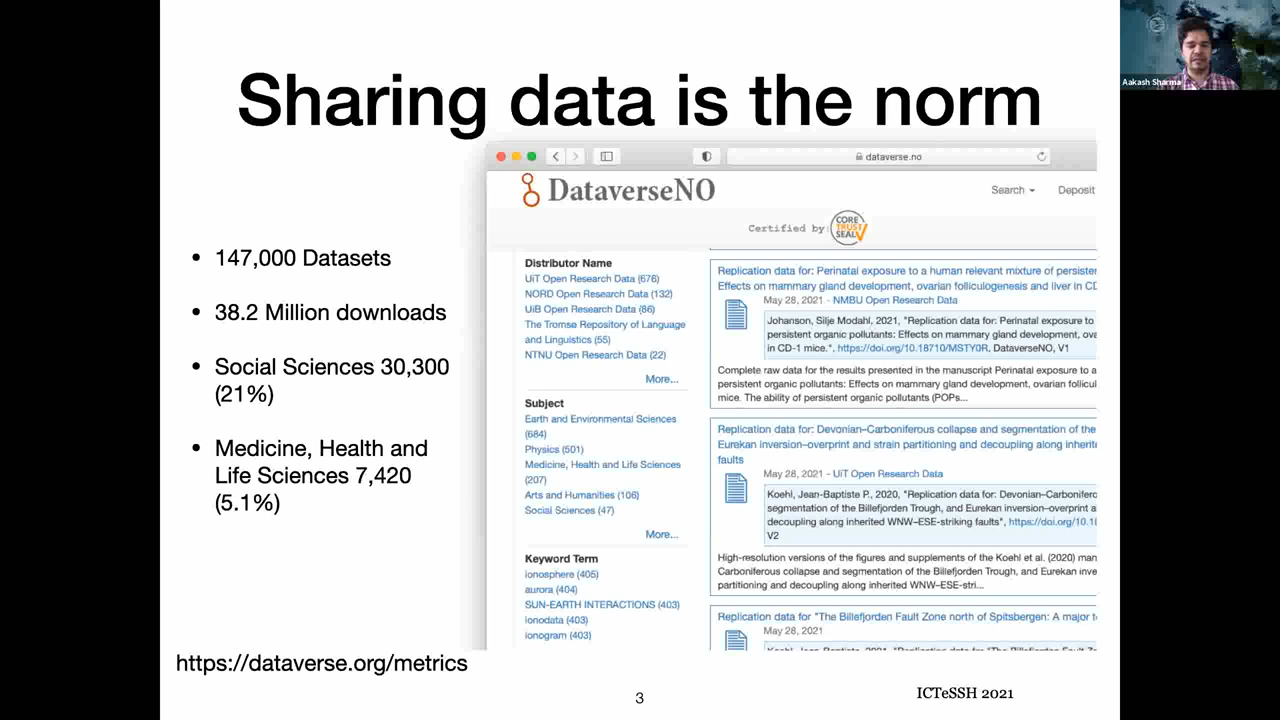 Aakash Sharma
Sharing data is the norm
• 147,000 Datasets
• 38.2 Million downloads
• Social Sciences 30,300
(21%)
• Medicine, Health and
Life Sciences 7,420
(5.1%)
https://dataverse.org/metrics
dataverse.no
DataverseNO
Search
Deposit
Certified by
CORE
TRUST
SEAL
Distributor Name
UiT Open Research Data (676)
NORD Open Research Data (132)
UiB Open Research Data (86)
The Tromsø Repository of Language
and Linguistics (55)
NTNU Open Research Data (22)
More...
Subject
Earth and Environmental Sciences
(684)
Physics (501)
Medicine, Health and Life Sciences
(207)
Arts and Humanities (106)
Social Sciences (47)
More...
Keyword Term
ionosphere (405)
aurora (404)
SUN-EARTH INTERACTIONS (403)
ionodata (403)
ionogram (403)
Replication data for: Perinatal exposure to a human relevant mixture of persister
Effects on mammary gland development, ovarian folliculogenesis and liver in CD
May 28, 2021 - NMBU Open Research Data
Johanson, Silje Modahl, 2021, "Replication data for: Perinatal exposure to
persistent organic pollutants: Effects on mammary gland development, ovar
in CD-1 mice.", https://doi.org/10.18710/MSTY0R, DataverseNO, V1
Complete raw data for the results presented in the manuscript Perinatal exposure to a
persistent organic pollutants: Effects on mammary gland development, ovarian follicul
mice. The ability of persistent organic pollutants (POPs...
Replication data for: Devonian–Carboniferous collapse and segmentation of the
Eurekan inversion–overprint and strain partitioning and decoupling along inherite
faults
May 28, 2021 - UiT Open Research Data
Koehl, Jean-Baptiste P., 2020, "Replication data for: Devonian–Carbonifero
segmentation of the Billefjorden Trough, and Eurekan inversion–overprint a
decoupling along inherited WNW–ESE-striking faults", https://doi.org/10.1
V2
High-resolution versions of the figures and supplements of the Koehl et al. (2020) man
Carboniferous collapse and segmentation of the Billefjorden Trough, and Eurekan inve
partitioning and decoupling along inherited WNW–ESE-stri...
Replication data for "The Billefjorden Fault Zone north of Spitsbergen: A major t
May 28, 2021
3
ICTeSSH 2021